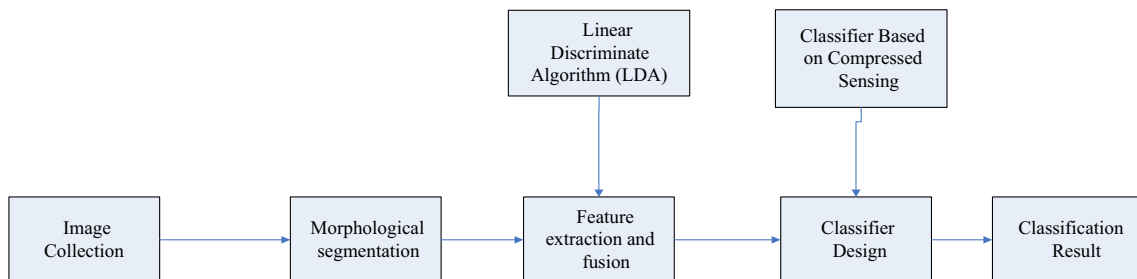 Linear
Discriminate
Algorithm (LDA)
Classifier Based
on Compressed
Sensing
Image
Collection
Morphological
segmentation
Feature
extraction and
fusion
Classifier
Design
Classification
Result